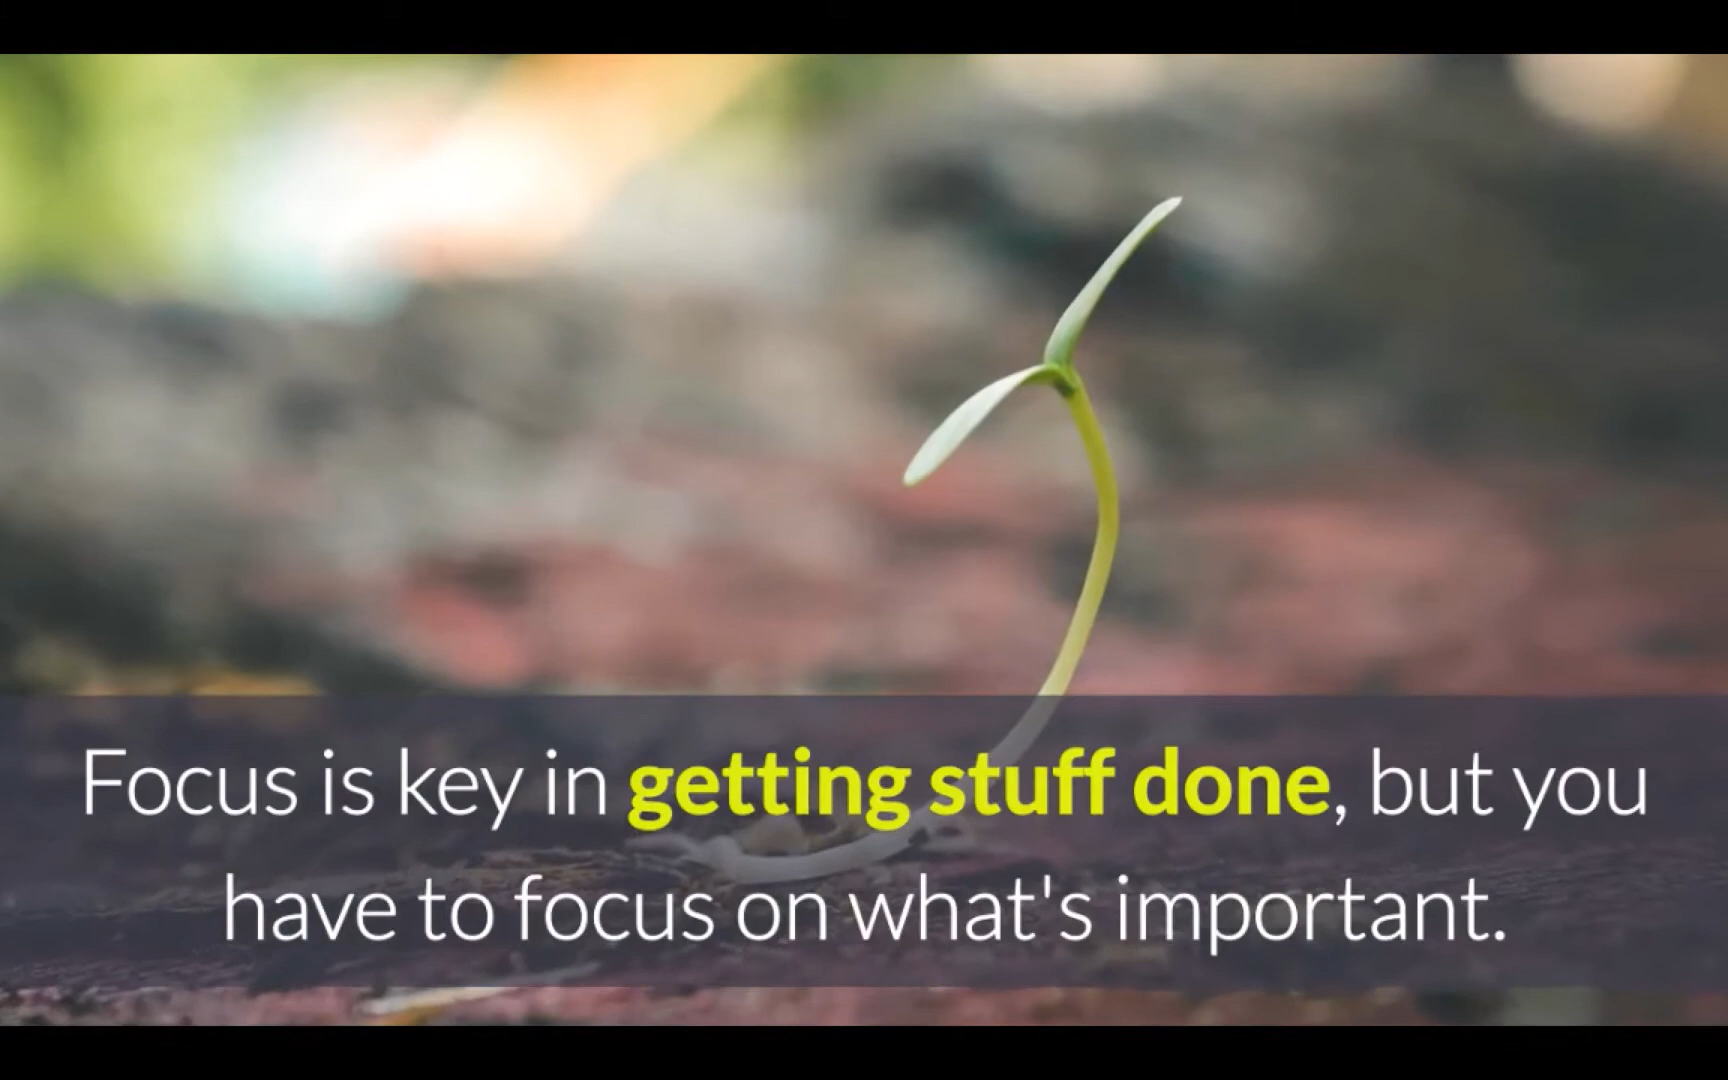 Focus is key in getting stuff done, but you
have to focus on what's important.